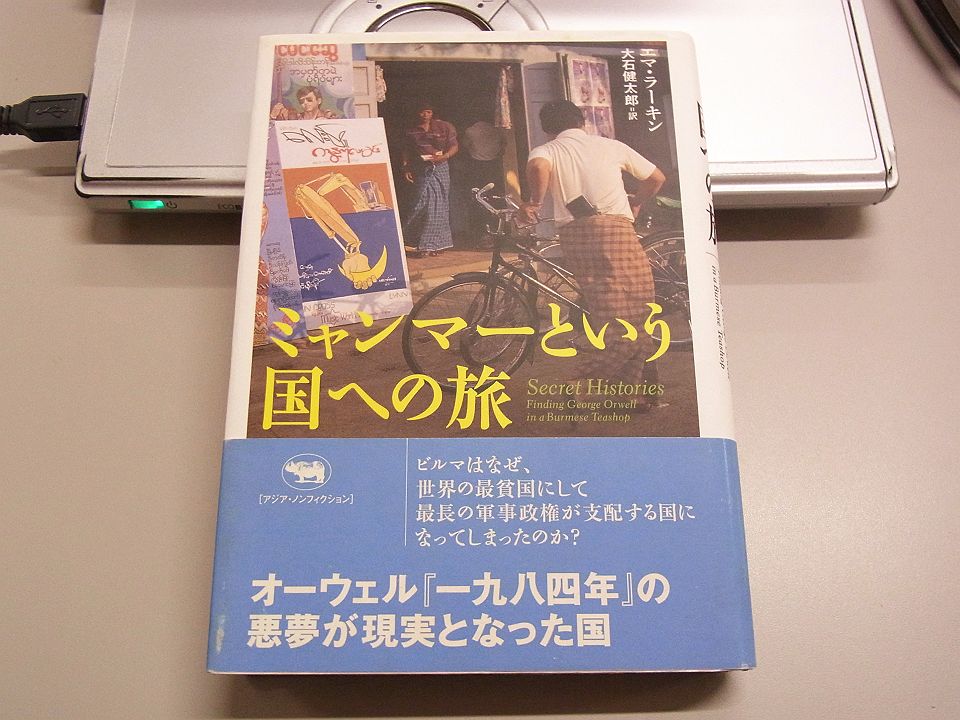 エマ・ラーキン
大石健太郎=訳
ミャンマーという
国への旅
Secret Histories
Finding George Orwell
in a Burmese Teashop
in a Burmese Teashop
[アジア・ノンフィクション]
ビルマはなぜ、
世界の最貧国にして
最長の軍事政権が支配する国に
なってしまったのか?
オーウェル『一九八四年』の
悪夢が現実となった国